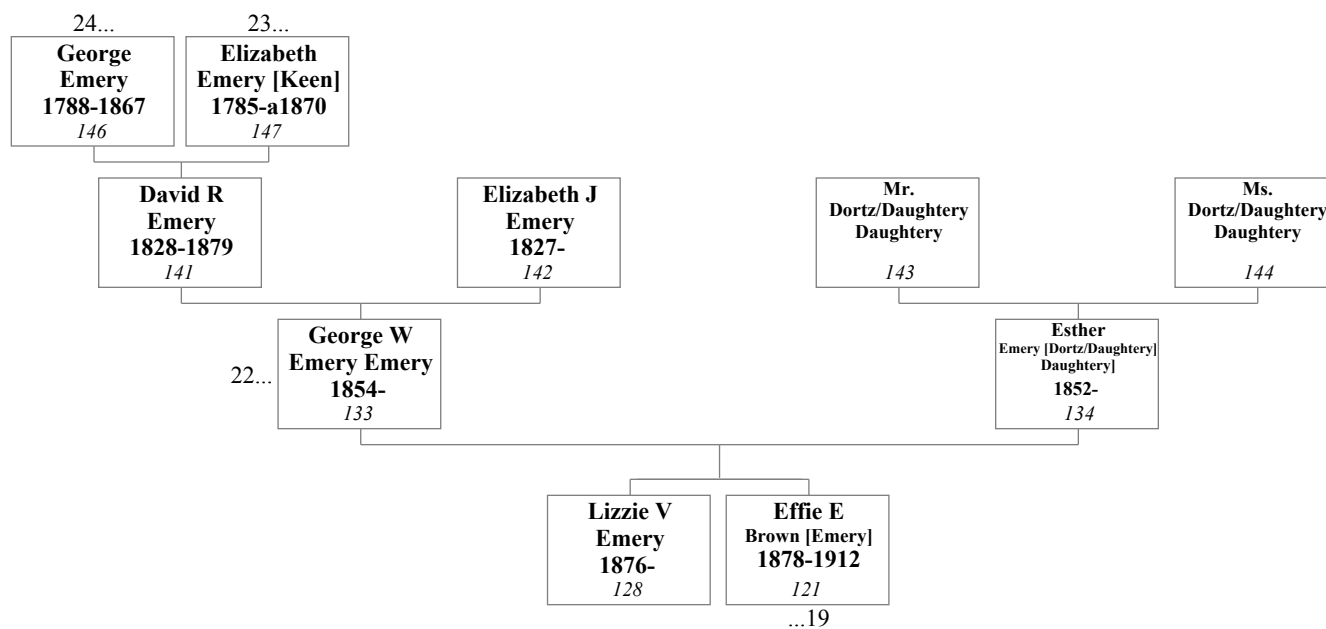 24...
23...
George
Emery
1788-1867
146
Elizabeth
Emery [Keen]
1785-a1870
147
David R
Emery
1828-1879
141
Elizabeth J
Emery
1827-
142
Mr.
Dortz/Daughtery
Daughtery
143
Ms.
Dortz/Daughtery
Daughtery
144
22...
George W
Emery Emery
1854-
133
Esther
Emery [Dortz/Daughtery]
Daughtery]
1852-
134
Lizzie V
Emery
1876-
128
Effie E
Brown [Emery]
1878-1912
121
...19